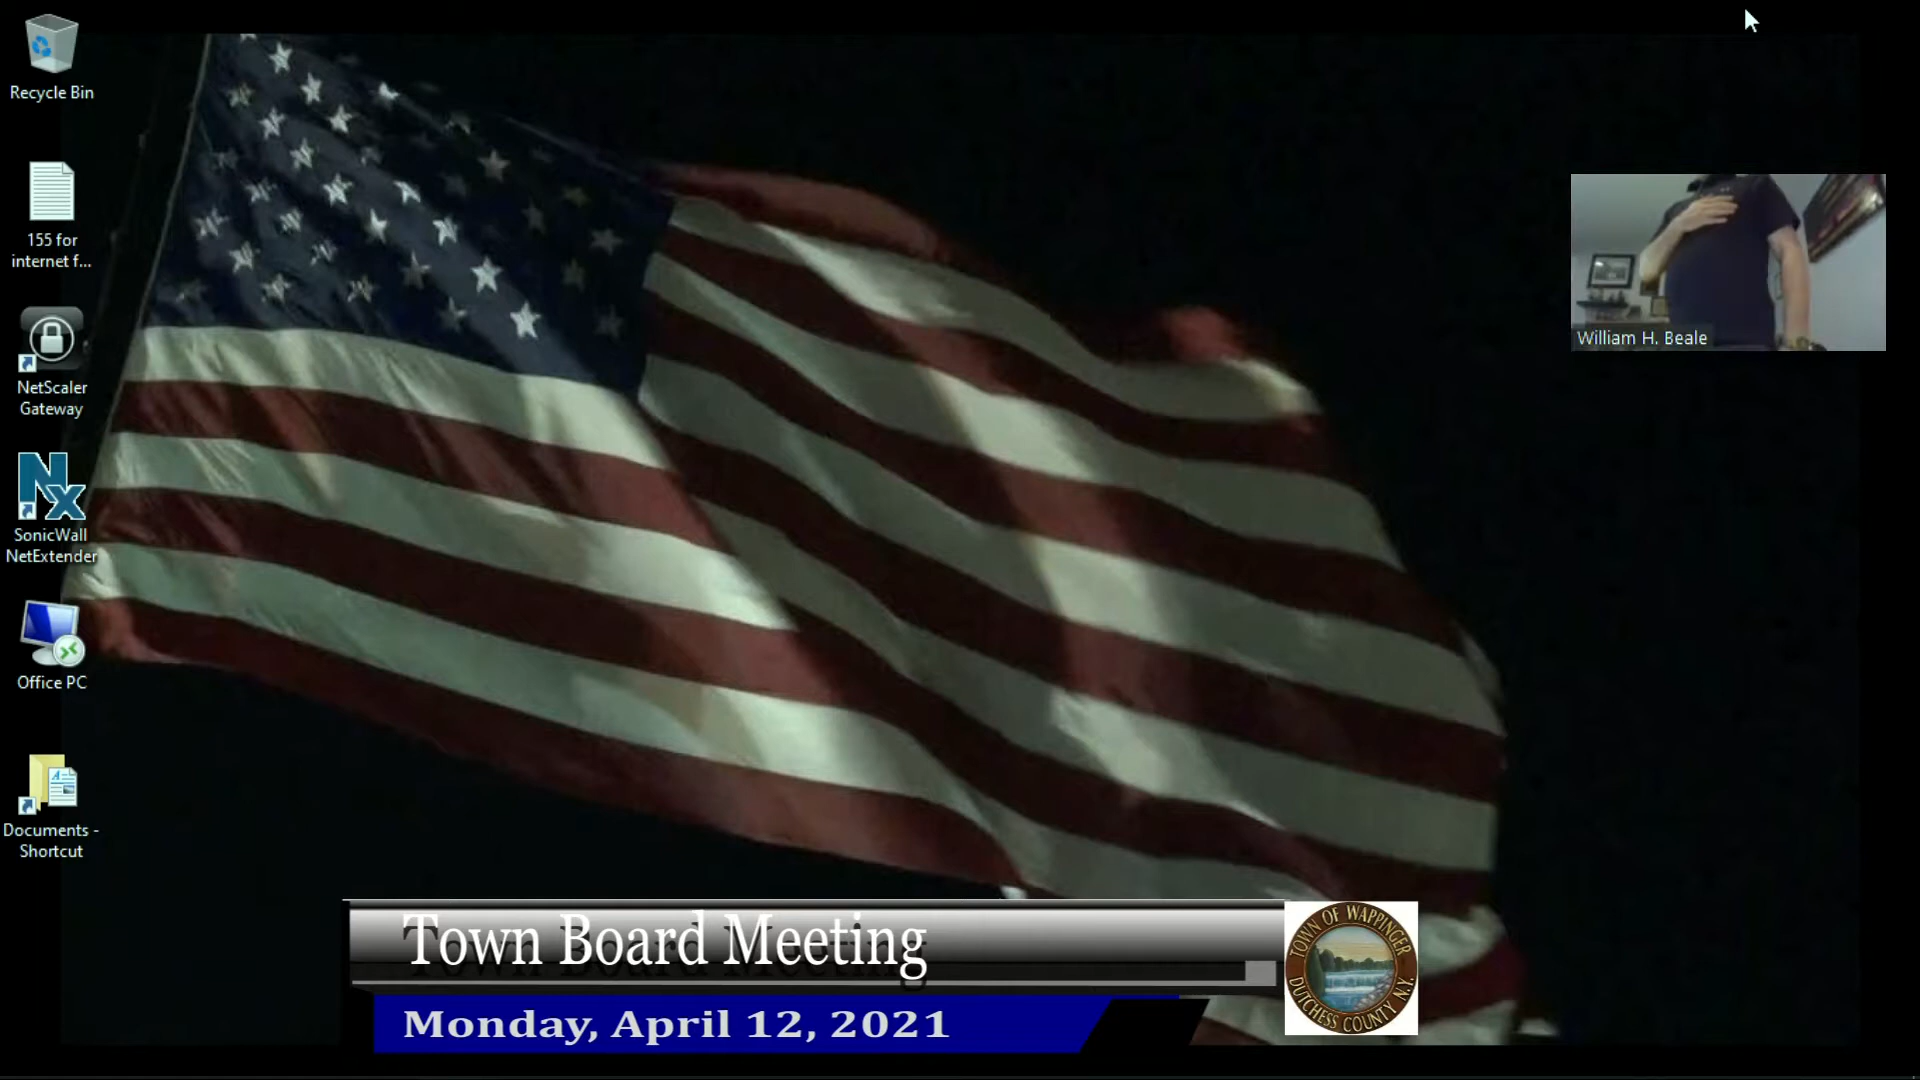 Recycle Bin
155 for
internet f...
NetScaler
Gateway
Nx
SonicWall
NetExtender
Office PC
Documents -
Shortcut
William H. Beale
Town Board Meeting
Monday, April 12, 2021
TOWN OF WAPPINGER
DUTCHESS COUNTY N.Y.